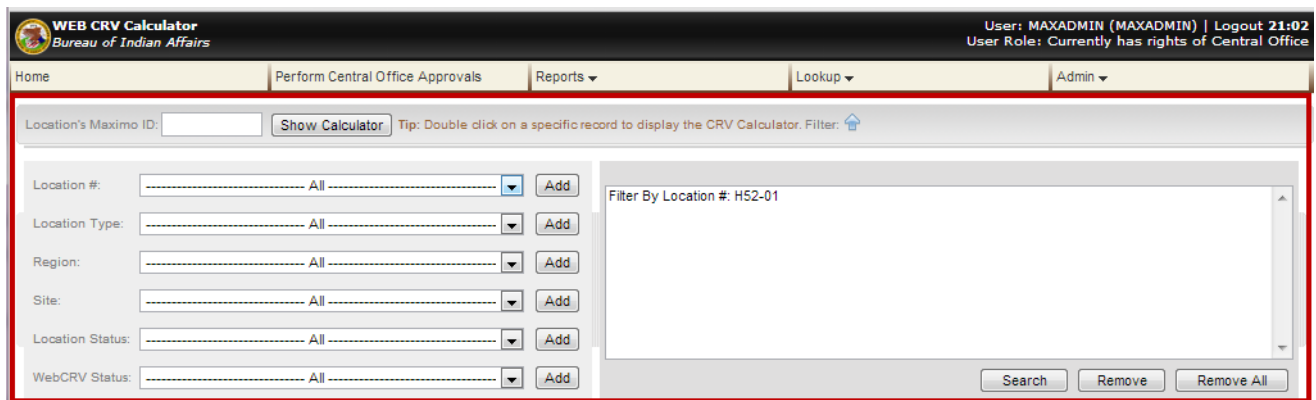 WEB CRV Calculator
Bureau of Indian Affairs
User: MAXADMIN (MAXADMIN) | Logout 21:02
User Role: Currently has rights of Central Office
Home Perform Central Office Approvals Reports Lookup Admin
Location's Maximo ID: Show Calculator Tip: Double click on a specific record to display the CRV Calculator. Filter:
Location #: -------------------------------- All ---------------------------------- Add
Filter By Location #: H52-01
Location Type: -------------------------------- All ---------------------------------- Add
Region: -------------------------------- All ---------------------------------- Add
Site: -------------------------------- All ---------------------------------- Add
Location Status: -------------------------------- All ---------------------------------- Add
WebCRV Status: -------------------------------- All ---------------------------------- Add
Search Remove Remove All